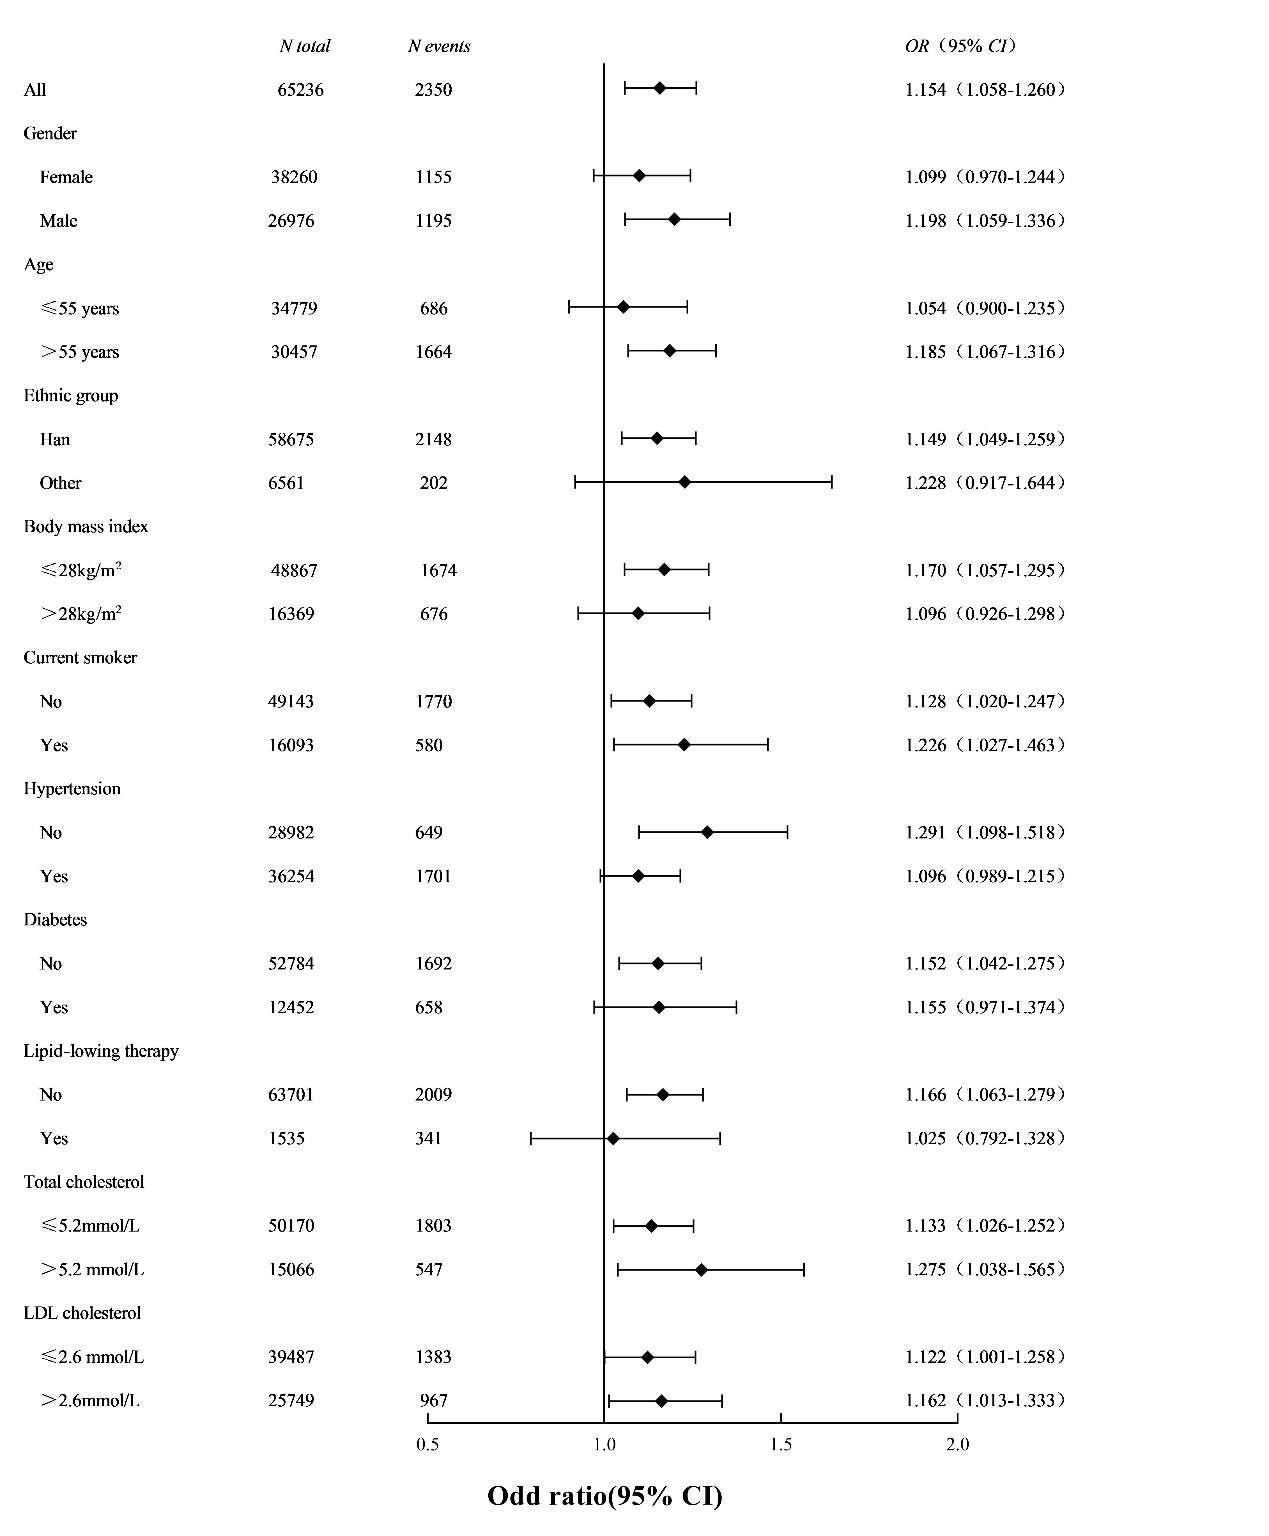 N total N events OR（95% CI）
All 65236 2350 1.154（1.058-1.260）
Gender
Female 38260 1155 1.099（0.970-1.244）
Male 26976 1195 1.198（1.059-1.336）
Age
≤55 years 34779 686 1.054（0.900-1.235）
＞55 years 30457 1664 1.185（1.067-1.316）
Ethnic group
Han 58675 2148 1.149（1.049-1.259）
Other 6561 202 1.228（0.917-1.644）
Body mass index
≤28kg/m² 48867 1674 1.170（1.057-1.295）
＞28kg/m² 16369 676 1.096（0.926-1.298）
Current smoker
No 49143 1770 1.128（1.020-1.247）
Yes 16093 580 1.226（1.027-1.463）
Hypertension
No 28982 649 1.291（1.098-1.518）
Yes 36254 1701 1.096（0.989-1.215）
Diabetes
No 52784 1692 1.152（1.042-1.275）
Yes 12452 658 1.155（0.971-1.374）
Lipid-lowing therapy
No 63701 2009 1.166（1.063-1.279）
Yes 1535 341 1.025（0.792-1.328）
Total cholesterol
≤5.2mmol/L 50170 1803 1.133（1.026-1.252）
＞5.2 mmol/L 15066 547 1.275（1.038-1.565）
LDL cholesterol
≤2.6 mmol/L 39487 1383 1.122（1.001-1.258）
＞2.6mmol/L 25749 967 1.162（1.013-1.333）
0.5 1.0 1.5 2.0
Odd ratio(95% CI)